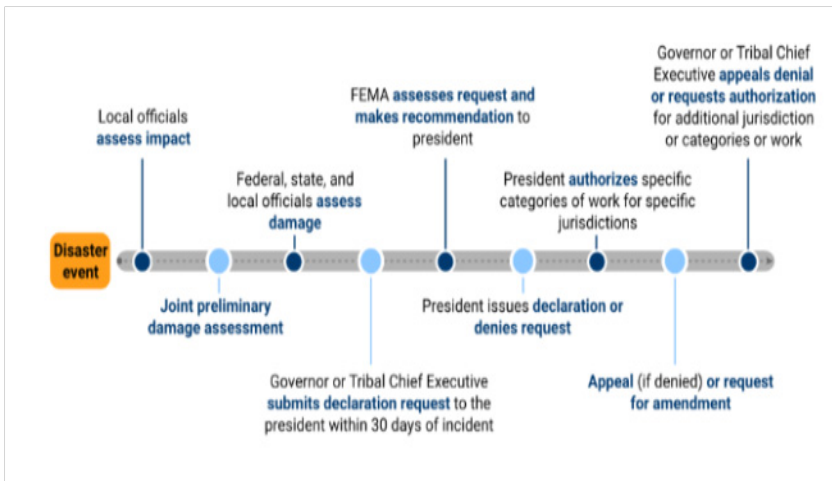 Disaster
event
Local officials
assess impact
Joint preliminary
damage assessment
Federal, state, and
local officials assess
damage
Governor or Tribal Chief Executive
submits declaration request to the
president within 30 days of incident
FEMA assesses request and
makes recommendation to
president
President issues declaration or
denies request
President authorizes specific
categories of work for specific
jurisdictions
Appeal (if denied) or request
for amendment
Governor or Tribal Chief
Executive appeals denial
or requests authorization
for additional jurisdiction
or categories or work